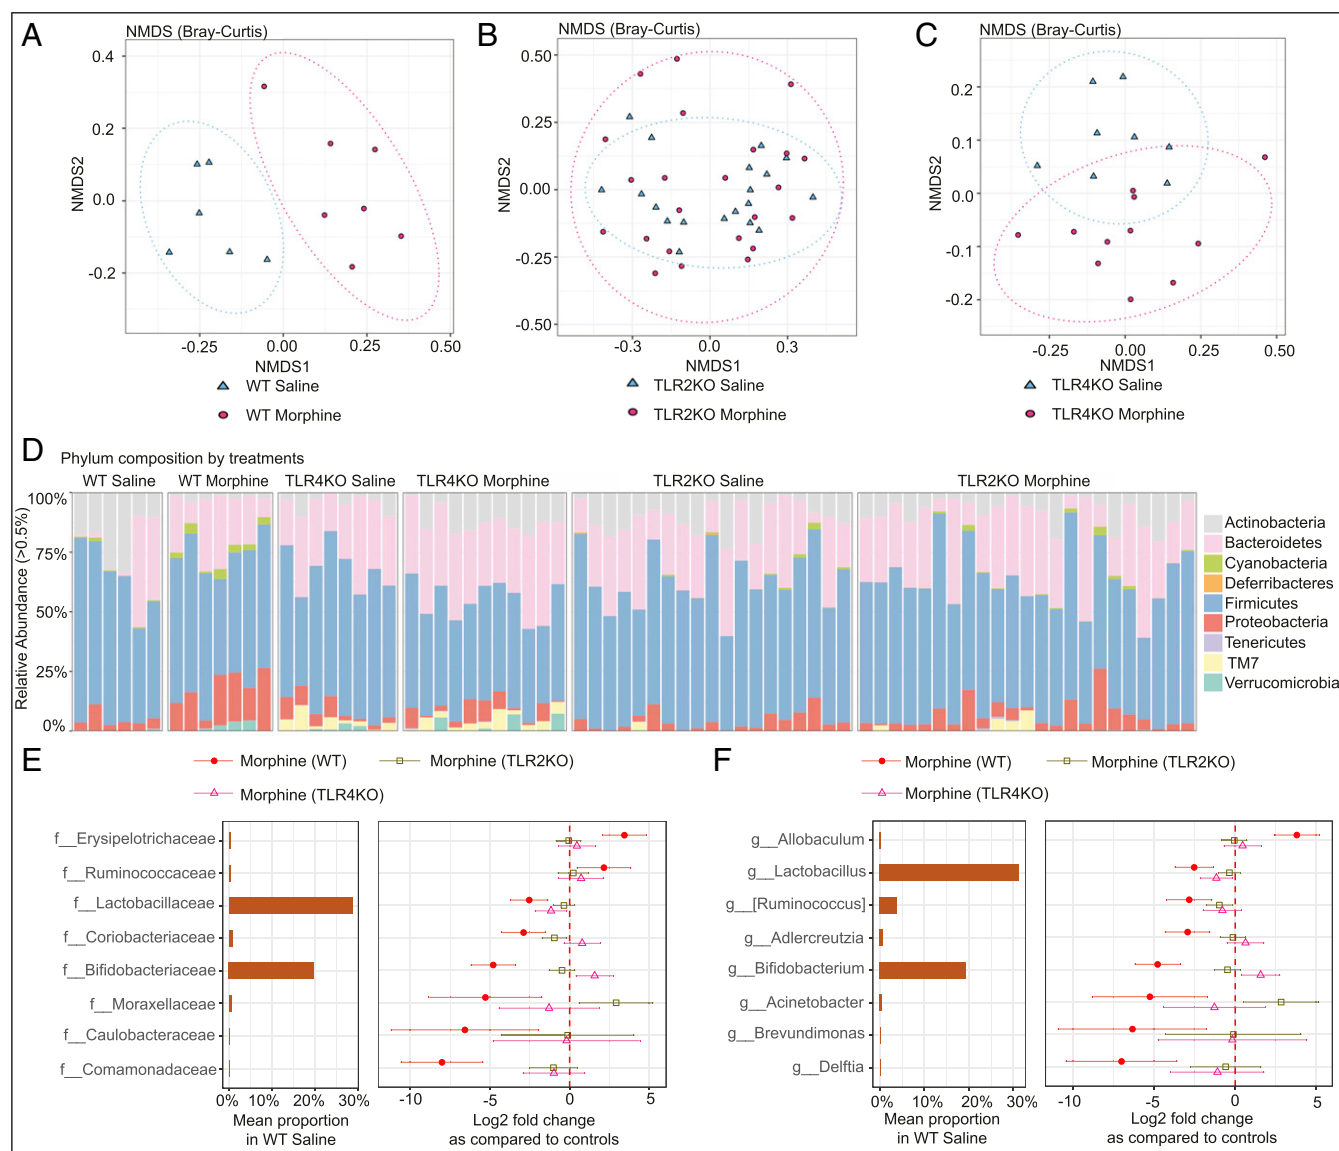 A
NMDS (Bray-Curtis)
0.4
0.2
0.0
-0.2
NMDS2
-0.25
0.00
0.25
0.50
NMDS1
WT Saline
WT Morphine
B
NMDS (Bray-Curtis)
0.50
0.25
0.00
-0.25
-0.50
NMDS2
-0.3
0.0
0.3
NMDS1
TLR2KO Saline
TLR2KO Morphine
C
NMDS (Bray-Curtis)
0.2
0.1
0.0
-0.1
-0.2
NMDS2
-0.25
0.00
0.25
0.50
NMDS1
TLR4KO Saline
TLR4KO Morphine
D
Phylum composition by treatments
WT Saline
WT Morphine
TLR4KO Saline
TLR4KO Morphine
TLR2KO Saline
TLR2KO Morphine
Relative Abundance (>0.5%)
100%
75%
50%
25%
0%
Actinobacteria
Bacteroidetes
Cyanobacteria
Deferribacteres
Firmicutes
Proteobacteria
Tenericutes
TM7
Verrucomicrobia
E
Morphine (WT)
Morphine (TLR2KO)
Morphine (TLR4KO)
f__Erysipelotrichaceae
f__Ruminococcaceae
f__Lactobacillaceae
f__Coriobacteriaceae
f__Bifidobacteriaceae
f__Moraxellaceae
f__Caulobacteraceae
f__Comamonadaceae
0% 10% 20% 30%
Mean proportion
in WT Saline
-10 -5 0 5
Log2 fold change
as compared to controls
F
Morphine (WT)
Morphine (TLR2KO)
Morphine (TLR4KO)
g__Allobaculum
g__Lactobacillus
g__[Ruminococcus]
g__Adlercreutzia
g__Bifidobacterium
g__Acinetobacter
g__Brevundimonas
g__Delftia
0% 10% 20% 30%
Mean proportion
in WT Saline
-10 -5 0 5
Log2 fold change
as compared to controls